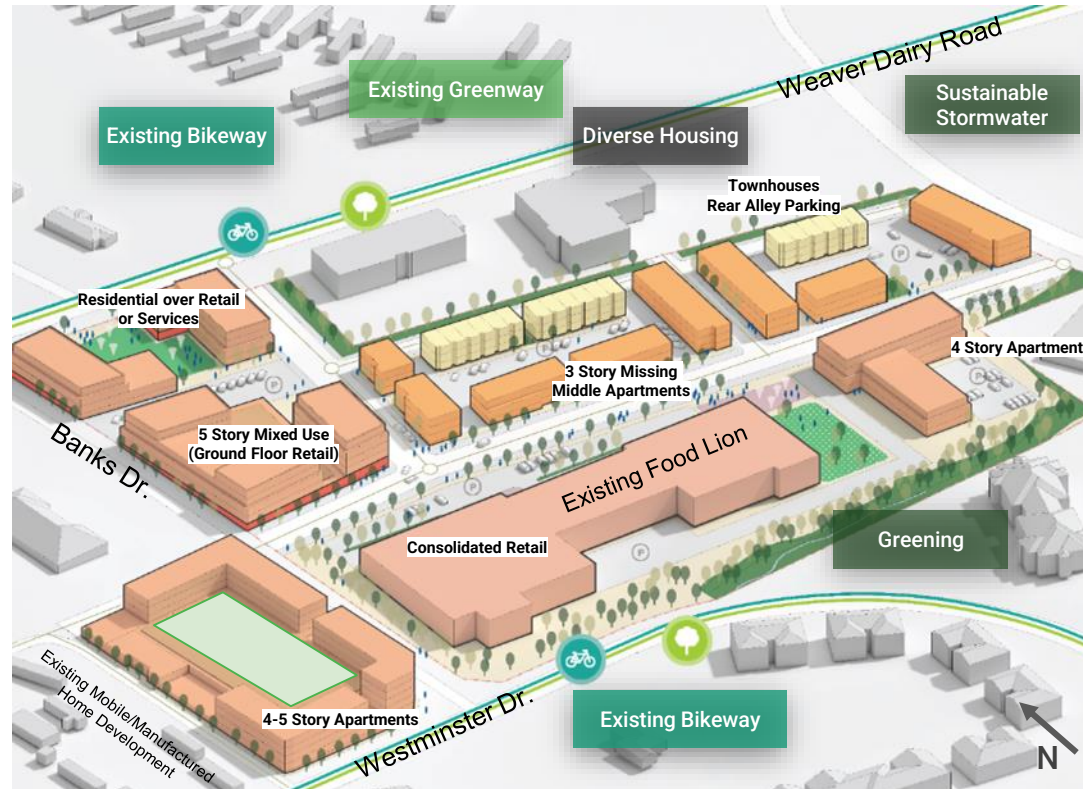 Weaver Dairy Road
Existing Greenway
Sustainable
Stormwater
Existing Bikeway
Diverse Housing
Townhouses
Rear Alley Parking
Residential over Retail
or Services
P
P
P
4 Story Apartment
3 Story Missing
Middle Apartments
P
5 Story Mixed Use
(Ground Floor Retail)
Banks Dr.
Existing Food Lion
P
Consolidated Retail
P
Greening
Existing Mobile/Manufactured
Home Development
4-5 Story Apartments
Westminster Dr.
Existing Bikeway
N